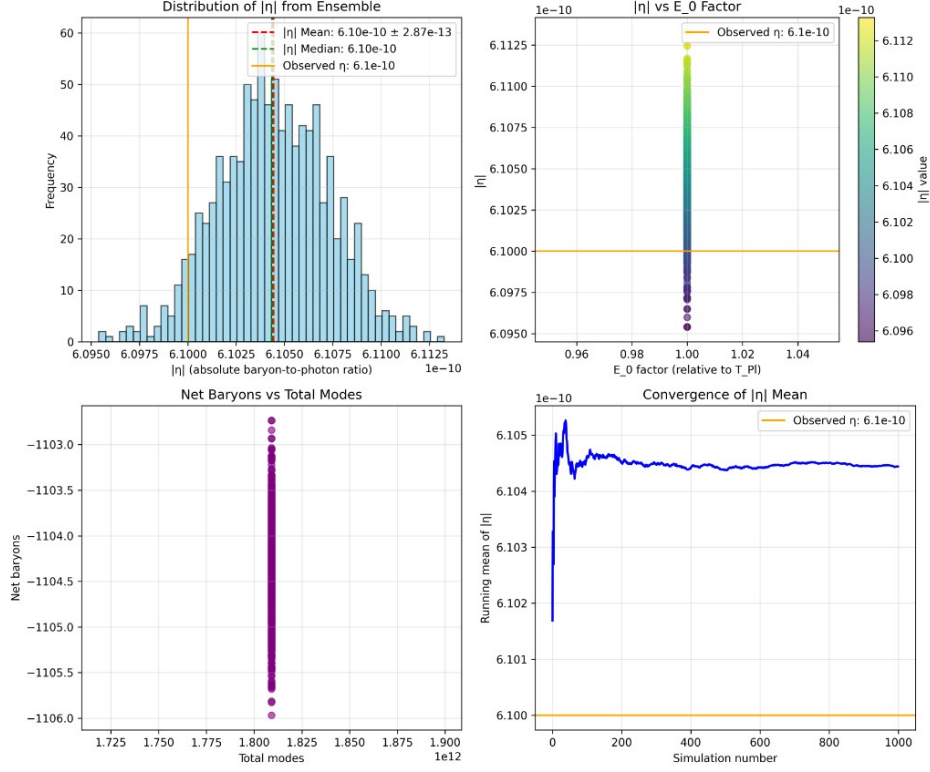 Distribution of |η| from Ensemble
|η| Mean: 6.10e-10 ± 2.87e-13
|η| Median: 6.10e-10
Observed η: 6.1e-10
60
50
40
30
20
10
0
Frequency
6.0950 6.0975 6.1000 6.1025 6.1050 6.1075 6.1100 6.1125
|η| (absolute baryon-to-photon ratio)
1e−10
|η| vs E_0 Factor
1e−10
Observed η: 6.1e-10
6.1125
6.1100
6.1075
6.1050
6.1025
6.1000
6.0975
6.0950
|η|
0.96 0.98 1.00 1.02 1.04
E_0 factor (relative to T_Pl)
1e−10
6.112
6.110
6.108
6.106
6.104
6.102
6.100
6.098
6.096
|η| value
Net Baryons vs Total Modes
−1103.0
−1103.5
−1104.0
−1104.5
−1105.0
−1105.5
−1106.0
Net baryons
1.725 1.750 1.775 1.800 1.825 1.850 1.875 1.900
Total modes
1e12
Convergence of |η| Mean
1e−10
Observed η: 6.1e-10
6.105
6.104
6.103
6.102
6.101
6.100
Running mean of |η|
0 200 400 600 800 1000
Simulation number